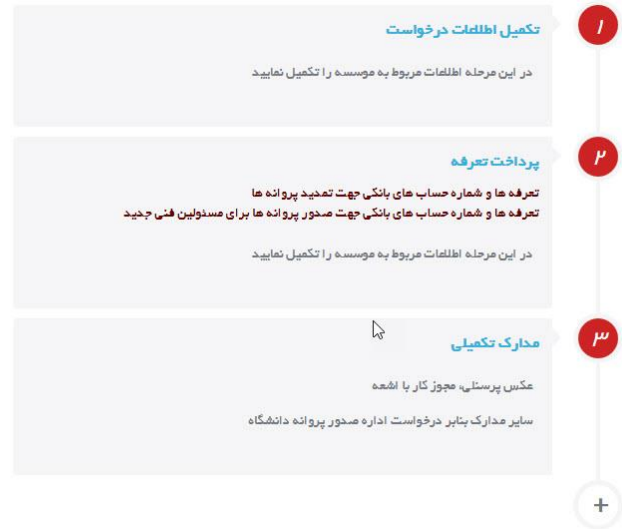 ۱
تکمیل اطلاعات درخواست
در این مرحله اطلاعات مربوط به موسسه را تکمیل نمایید
۲
پرداخت تعرفه
تعرفه ها و شماره حساب های بانکی جهت تمدید پروانه ها
تعرفه ها و شماره حساب های بانکی جهت صدور پروانه ها برای مسئولین فنی جدید
در این مرحله اطلاعات مربوط به موسسه را تکمیل نمایید
۳
مدارک تکمیلی
عکس پرسنلی، مجوز کار با اشعه
سایر مدارک بنابر درخواست اداره صدور پروانه دانشگاه
+